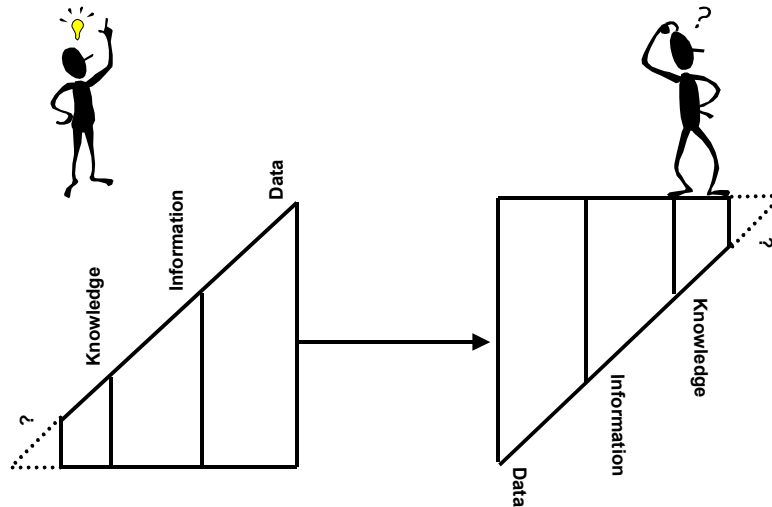 ?
Data
Information
Knowledge
?
?
Knowledge
Information
Data